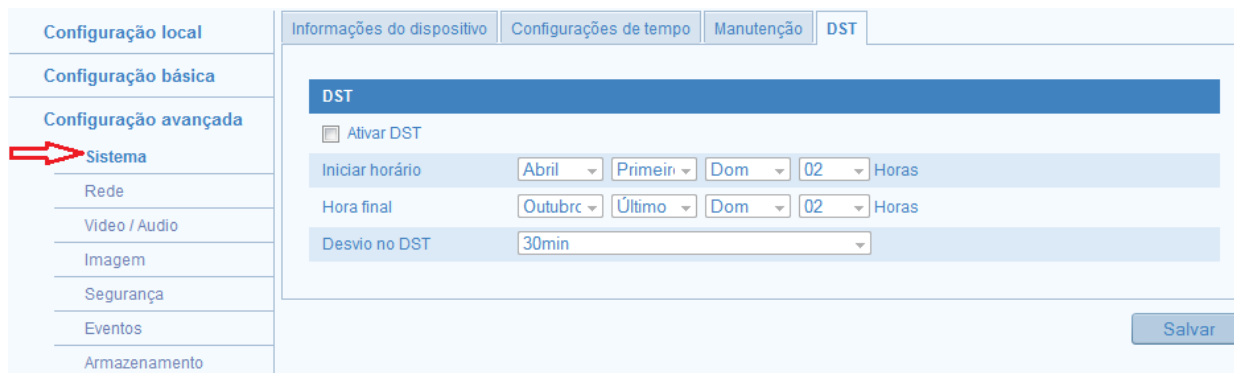 Configuração local
Configuração básica
Configuração avançada
Sistema
Rede
Video / Audio
Imagem
Segurança
Eventos
Armazenamento
Informações do dispositivo Configurações de tempo Manutenção DST
DST
Ativar DST
Iniciar horário Abril Primeir Dom 02 Horas
Hora final Outubro Último Dom 02 Horas
Desvio no DST 30min
Salvar